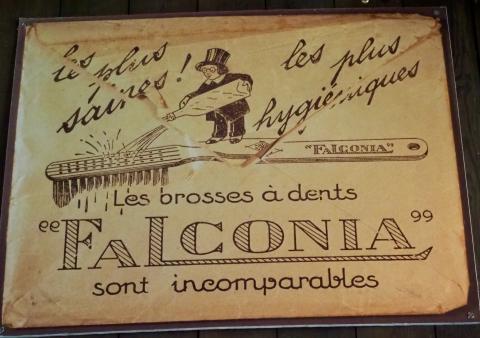 les plus saines !
les plus hygiéniques
"FALCONIA"
Les brosses à dents
"FALCONIA"
sont incomparables